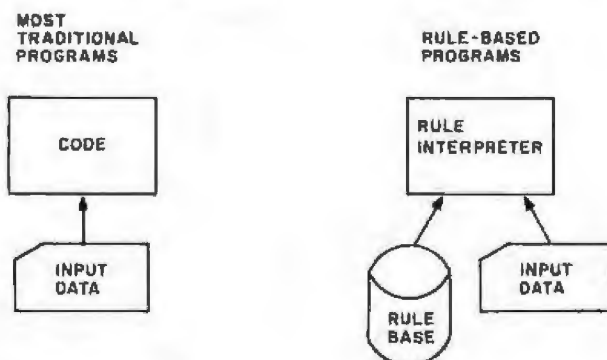 MOST
TRADITIONAL
PROGRAMS
CODE
INPUT
DATA
RULE-BASED
PROGRAMS
RULE
INTERPRETER
RULE
BASE
INPUT
DATA